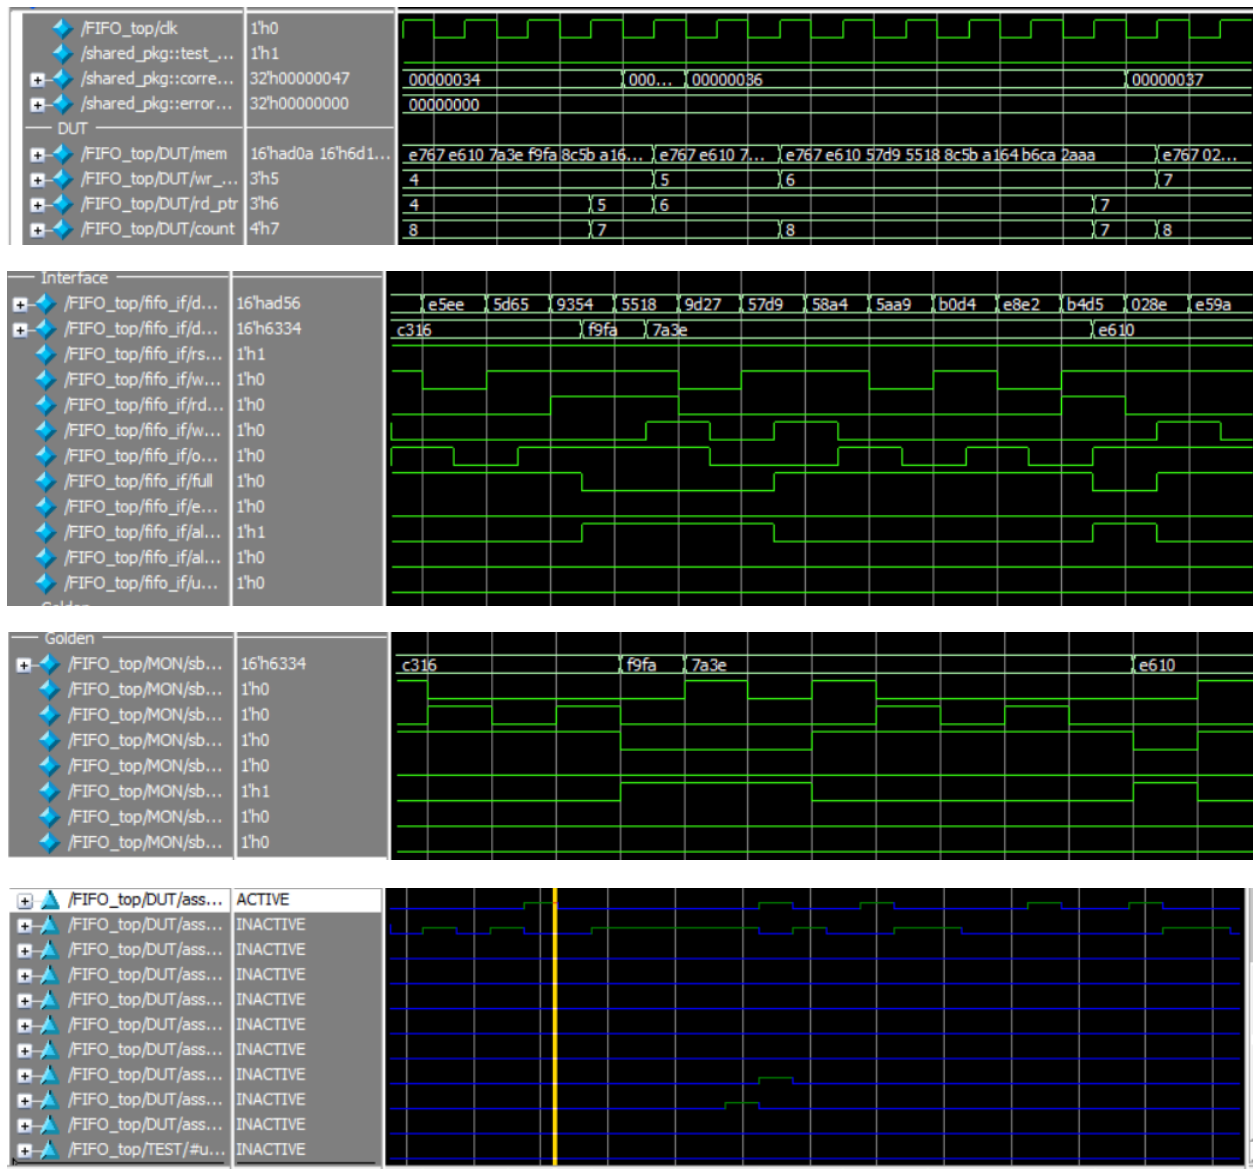 /FIFO_top/clk 1'h0
/shared_pkg::test_... 1'h1
/shared_pkg::corre... 32'h00000047 00000034 000... 00000036 00000037
/shared_pkg::error... 32'h00000000 00000000
DUT
/FIFO_top/DUT/mem 16'had0a 16'h6d1... e767 e610 7a3e f9fa 8c5b a16... e767 e610 7... e767 e610 57d9 5518 8c5b a164 b6ca 2aaa e767 02...
/FIFO_top/DUT/wr_... 3'h5 4 5 6 7
/FIFO_top/DUT/rd_ptr 3'h6 4 5 6 7
/FIFO_top/DUT/count 4'h7 8 7 8 7 8
Interface
/FIFO_top/fifo_if/d... 16'had56 e5ee 5d65 9354 5518 9d27 57d9 58a4 5aa9 b0d4 e8e2 b4d5 028e e59a
/FIFO_top/fifo_if/d... 16'h6334 c316 f9fa 7a3e e610
/FIFO_top/fifo_if/rs... 1'h1
/FIFO_top/fifo_if/w... 1'h0
/FIFO_top/fifo_if/rd... 1'h0
/FIFO_top/fifo_if/w... 1'h0
/FIFO_top/fifo_if/o... 1'h0
/FIFO_top/fifo_if/full 1'h0
/FIFO_top/fifo_if/e... 1'h0
/FIFO_top/fifo_if/al... 1'h1
/FIFO_top/fifo_if/al... 1'h0
/FIFO_top/fifo_if/u... 1'h0
Golden
/FIFO_top/MON/sb... 16'h6334 c316 f9fa 7a3e e610
/FIFO_top/MON/sb... 1'h0
/FIFO_top/MON/sb... 1'h0
/FIFO_top/MON/sb... 1'h0
/FIFO_top/MON/sb... 1'h0
/FIFO_top/MON/sb... 1'h1
/FIFO_top/MON/sb... 1'h0
/FIFO_top/MON/sb... 1'h0
/FIFO_top/DUT/ass... ACTIVE
/FIFO_top/DUT/ass... INACTIVE
/FIFO_top/DUT/ass... INACTIVE
/FIFO_top/DUT/ass... INACTIVE
/FIFO_top/DUT/ass... INACTIVE
/FIFO_top/DUT/ass... INACTIVE
/FIFO_top/DUT/ass... INACTIVE
/FIFO_top/DUT/ass... INACTIVE
/FIFO_top/DUT/ass... INACTIVE
/FIFO_top/DUT/ass... INACTIVE
/FIFO_top/TEST/#u... INACTIVE